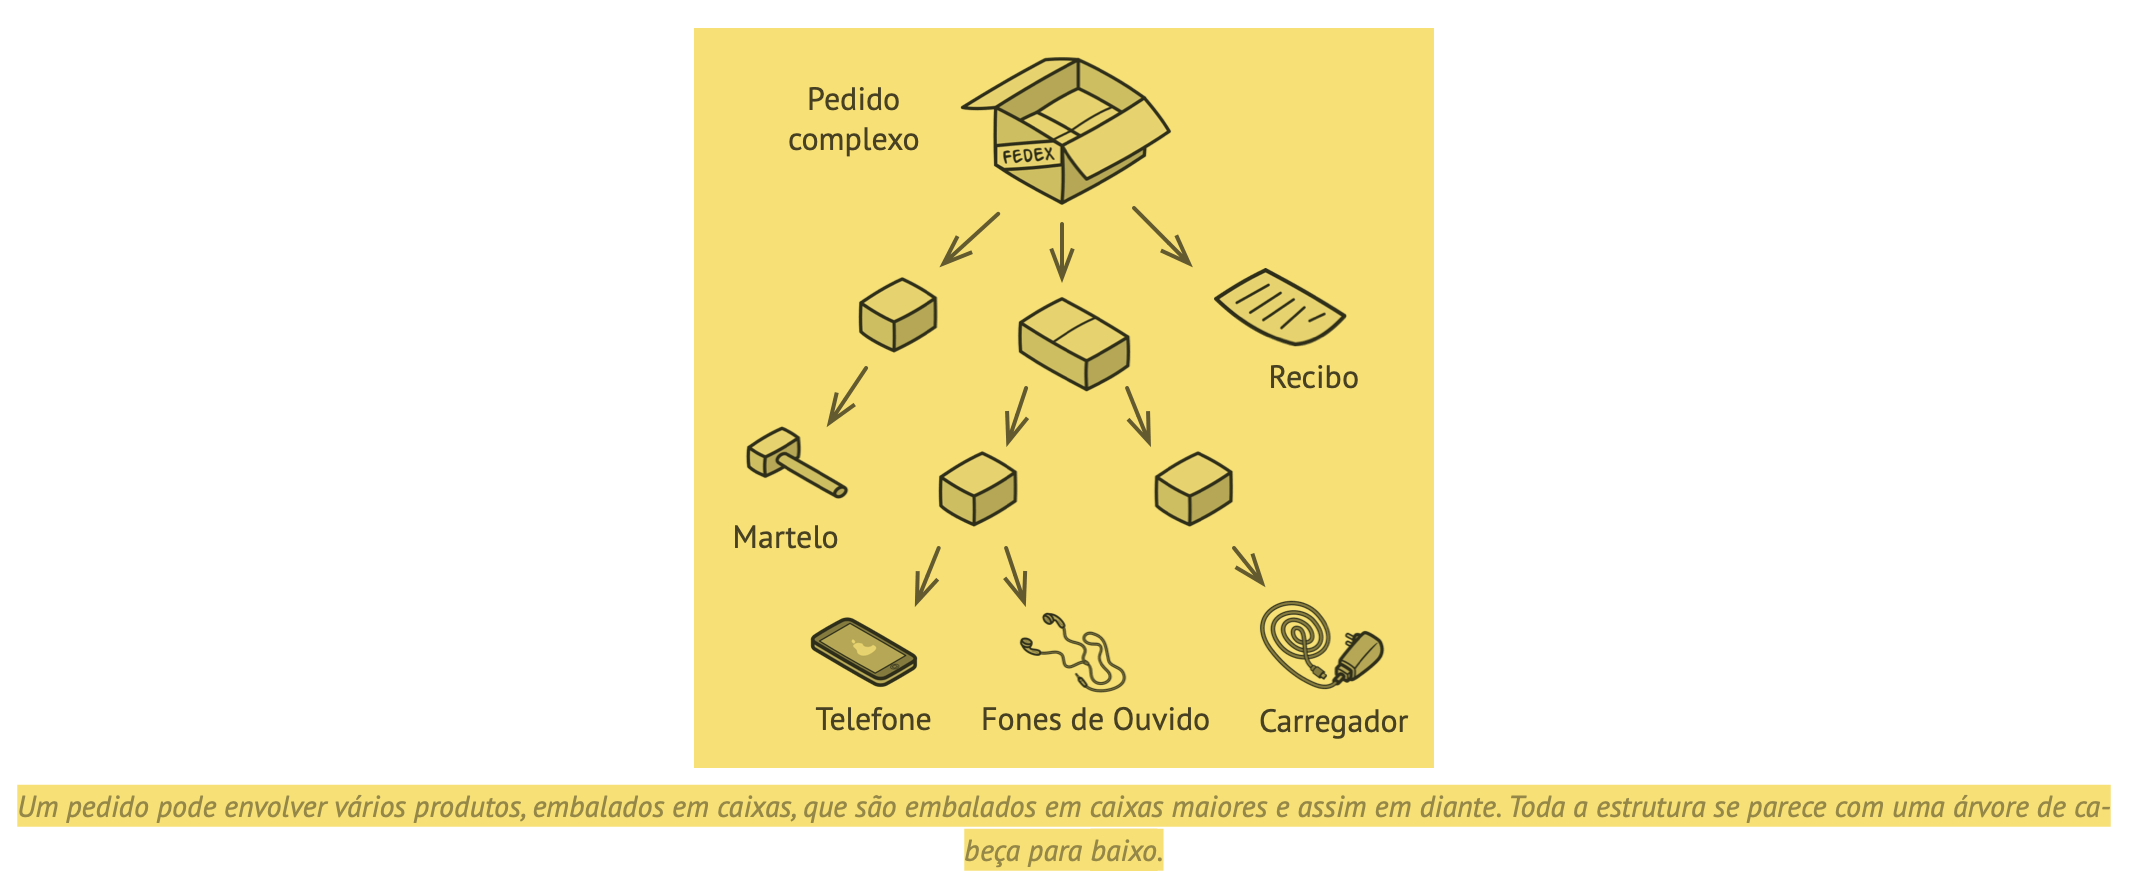 Pedido
complexo
FEDEX
Recibo
Martelo
Telefone
Fones de Ouvido
Carregador
Um pedido pode envolver vários produtos, embalados em caixas, que são embalados em caixas maiores e assim em diante. Toda a estrutura se parece com uma árvore de ca-
beça para baixo.